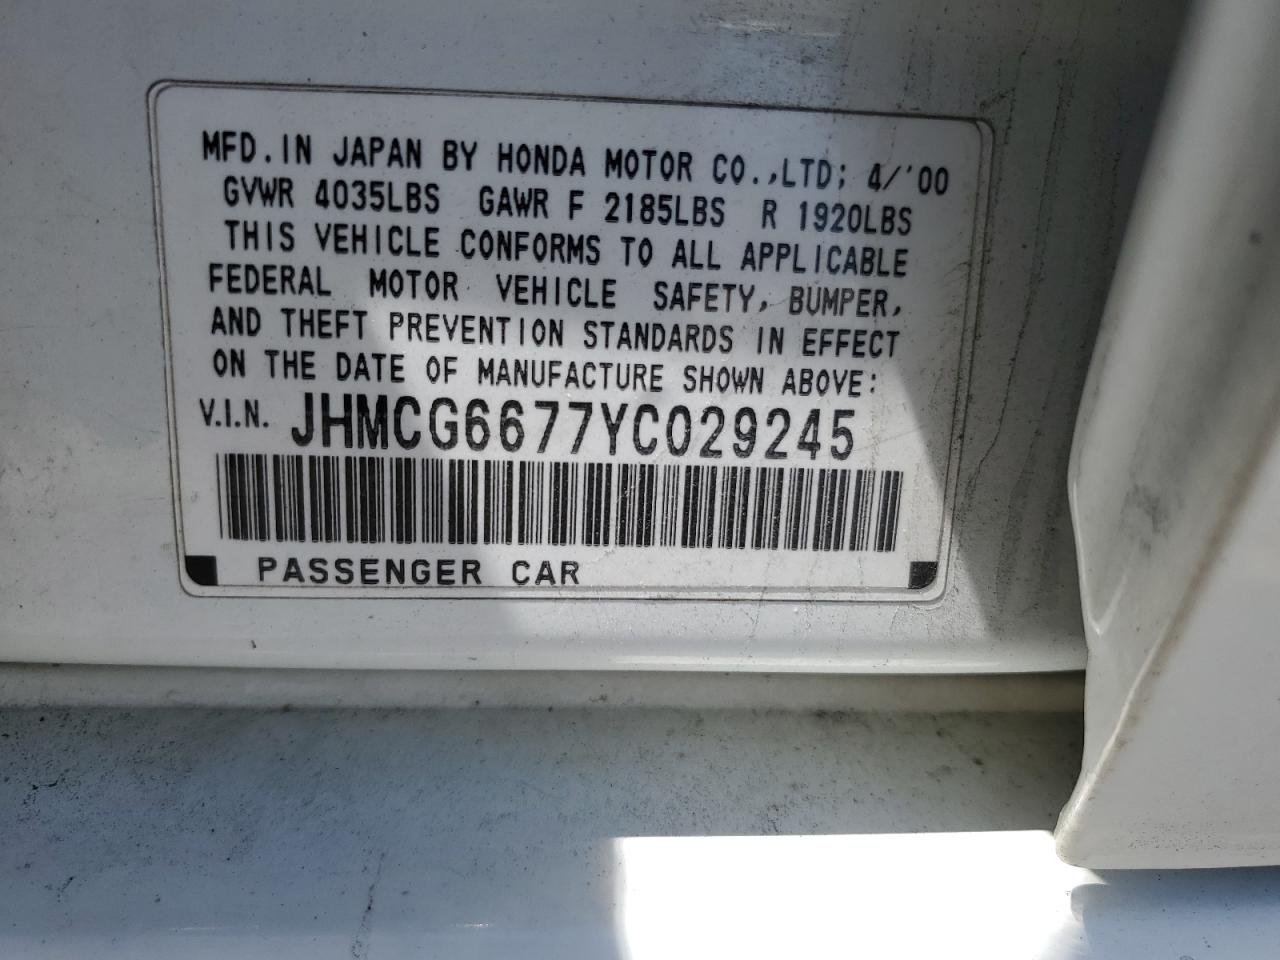 MFD.IN JAPAN BY HONDA MOTOR CO.,LTD; 4/'00
GVWR 4035LBS GAWR F 2185LBS R 1920LBS
THIS VEHICLE CONFORMS TO ALL APPLICABLE
FEDERAL MOTOR VEHICLE SAFETY, BUMPER,
AND THEFT PREVENTION STANDARDS IN EFFECT
ON THE DATE OF MANUFACTURE SHOWN ABOVE:
V.I.N. JHMCG6677YC029245
PASSENGER CAR